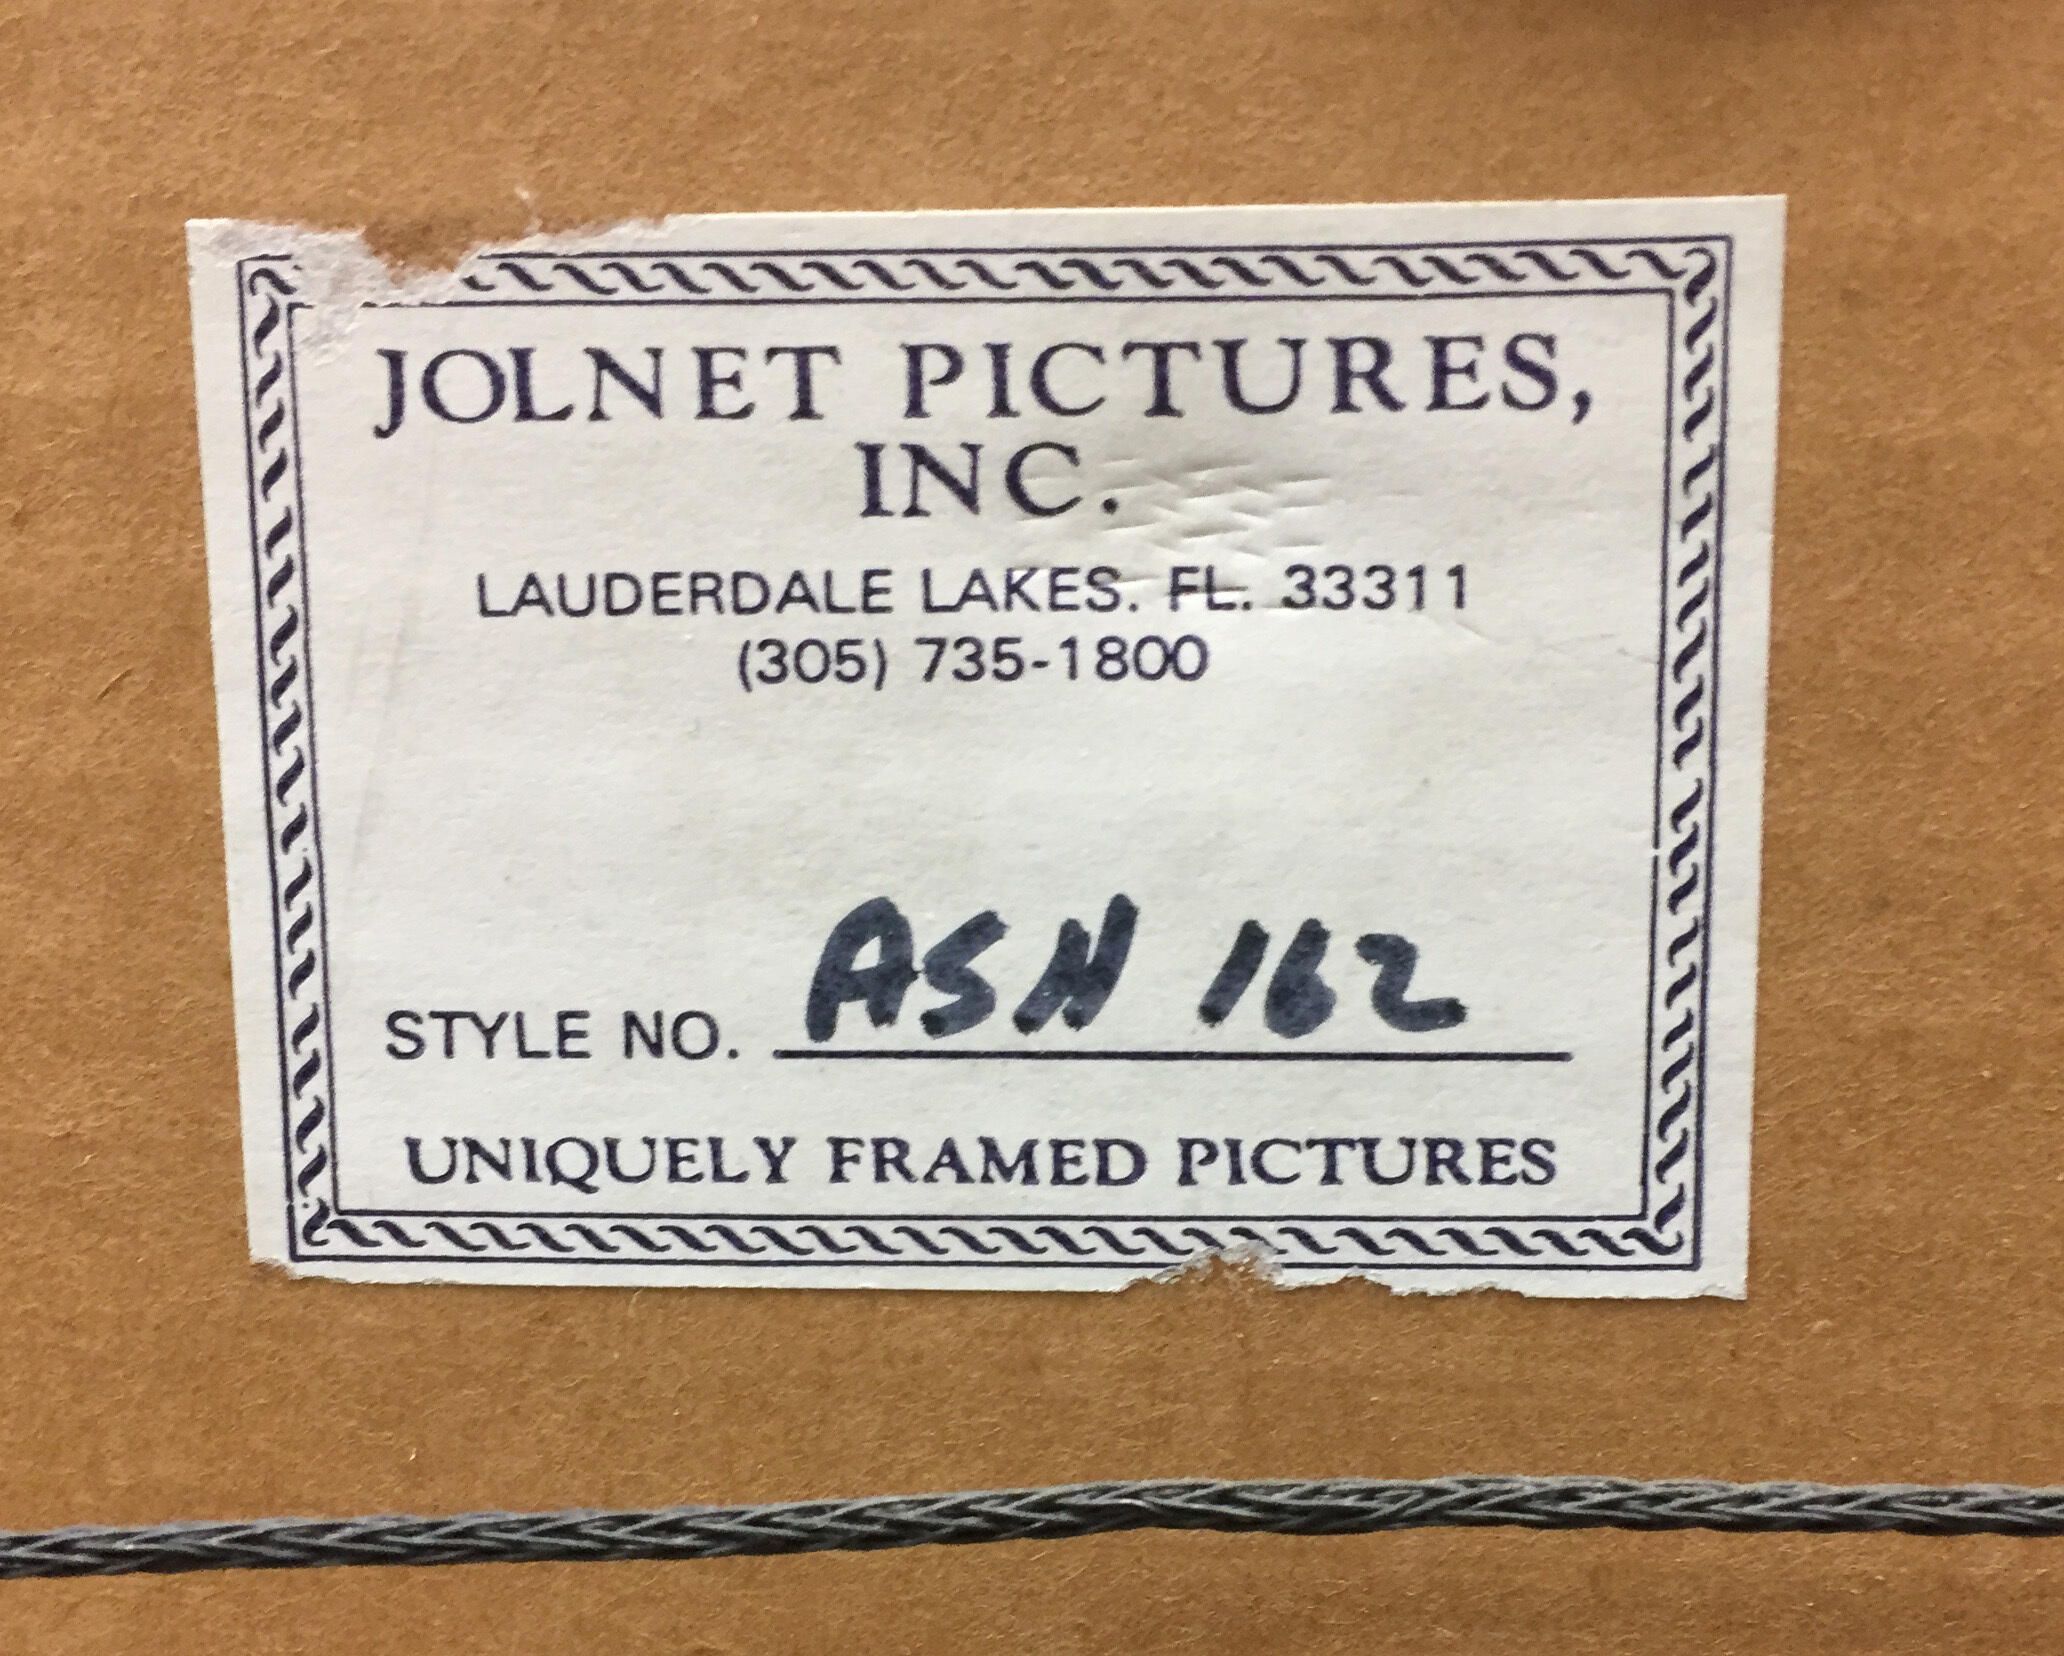 JOLNET PICTURES,
INC.
LAUDERDALE LAKES. FL. 33311
(305) 735-1800
STYLE NO. ASN 162
UNIQUELY FRAMED PICTURES